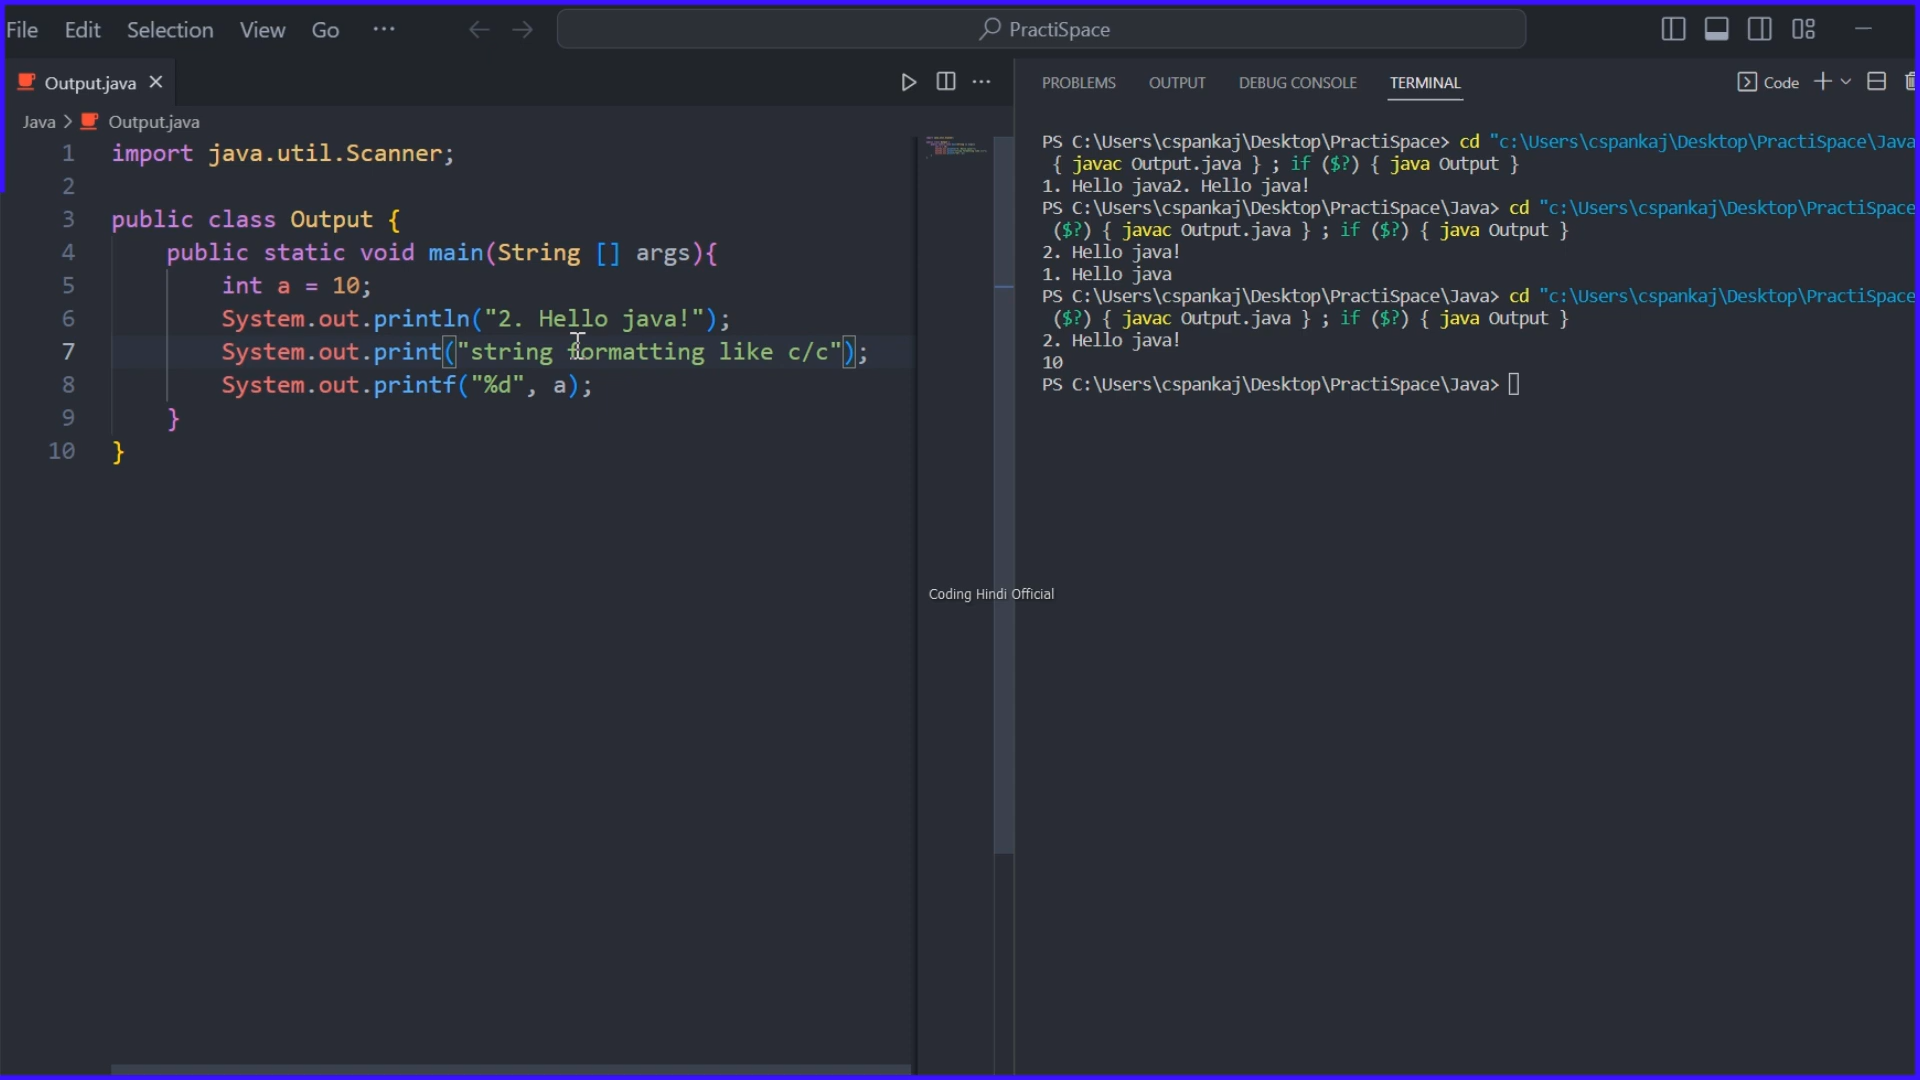 File Edit Selection View Go ··· PractiSpace
Output.java
PROBLEMS OUTPUT DEBUG CONSOLE TERMINAL Code
Java > Output.java
1 import java.util.Scanner;
2
3 public class Output {
4 public static void main(String [] args){
5 int a = 10;
6 System.out.println("2. Hello java!");
7 System.out.print("string formatting like c/c");
8 System.out.printf("%d", a);
9 }
10 }
PS C:\Users\cspankaj\Desktop\PractiSpace> cd "c:\Users\cspankaj\Desktop\PractiSpace\Java
{ javac Output.java } ; if ($?) { java Output }
1. Hello java2. Hello java!
PS C:\Users\cspankaj\Desktop\PractiSpace\Java> cd "c:\Users\cspankaj\Desktop\PractiSpace
($?) { javac Output.java } ; if ($?) { java Output }
2. Hello java!
1. Hello java
PS C:\Users\cspankaj\Desktop\PractiSpace\Java> cd "c:\Users\cspankaj\Desktop\PractiSpace
($?) { javac Output.java } ; if ($?) { java Output }
2. Hello java!
10
PS C:\Users\cspankaj\Desktop\PractiSpace\Java>
Coding Hindi Official